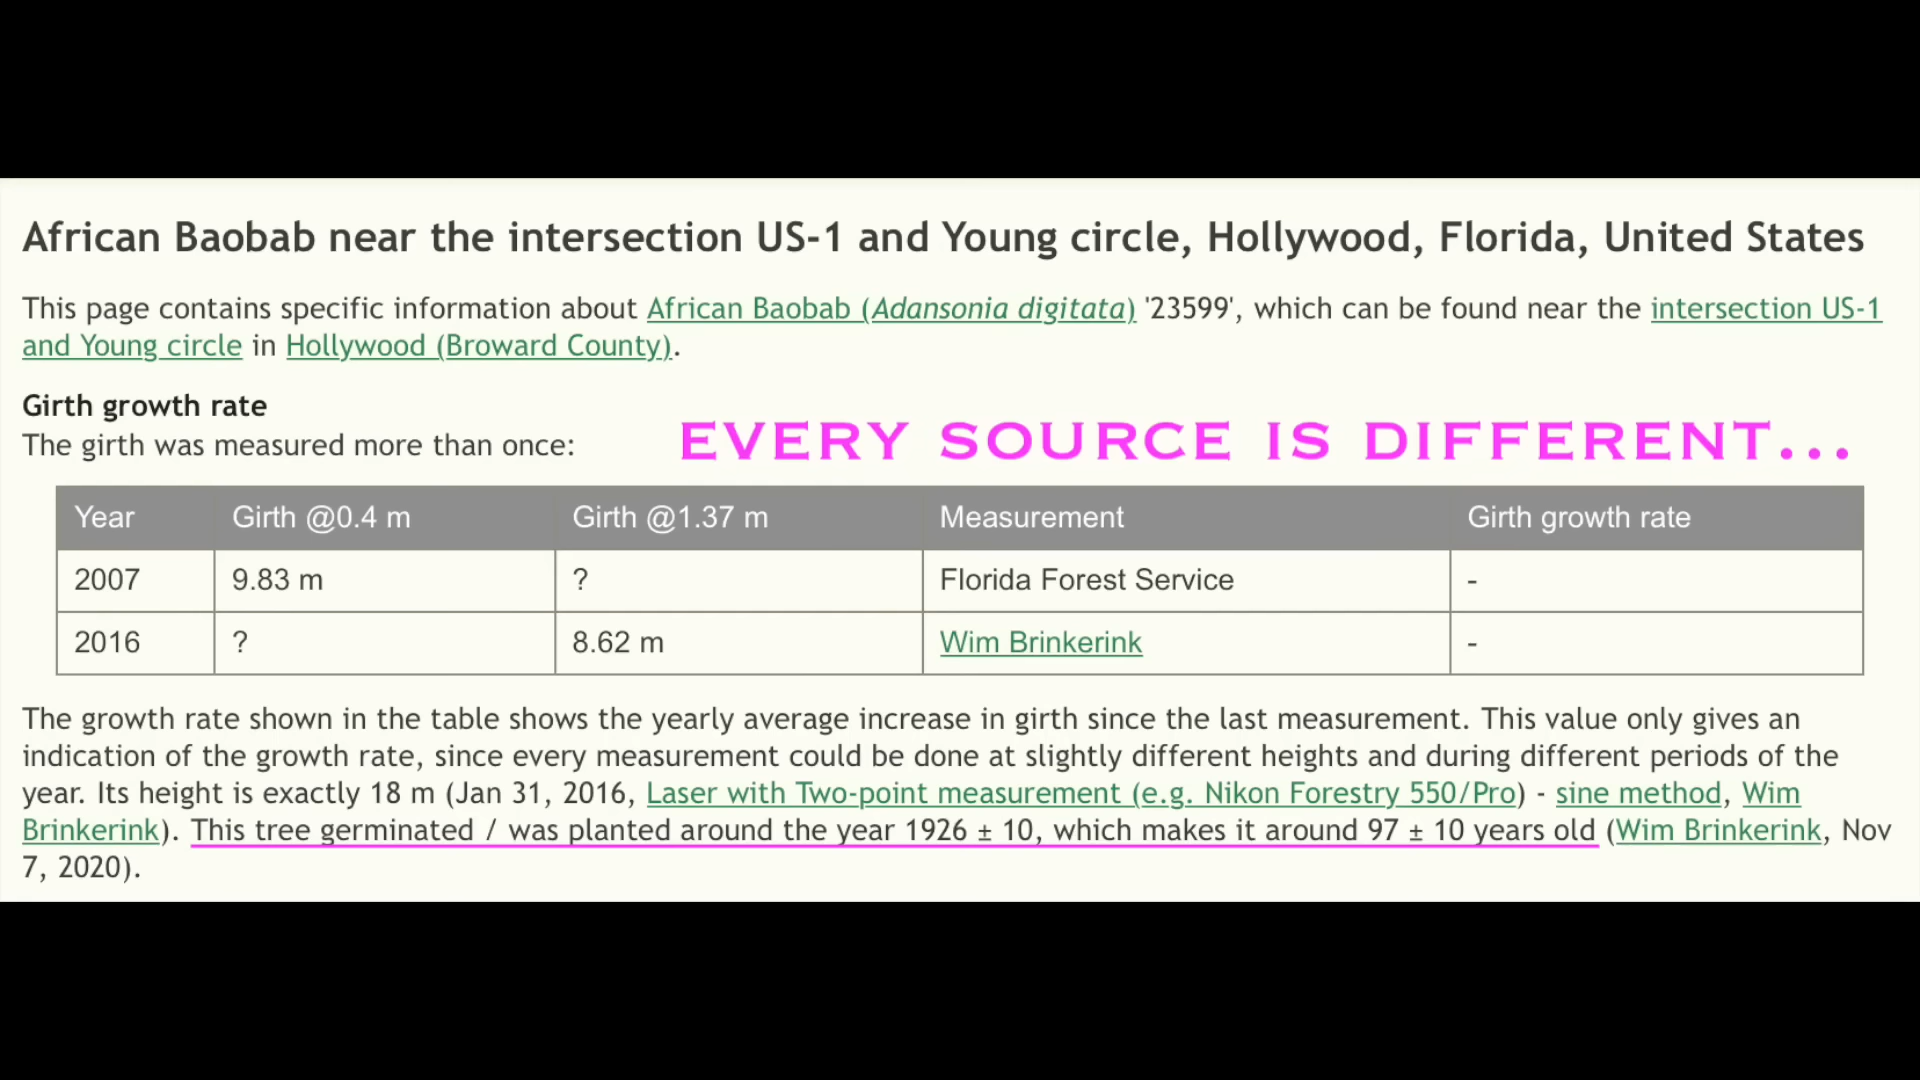 African Baobab near the intersection US-1 and Young circle, Hollywood, Florida, United States
This page contains specific information about African Baobab (Adansonia digitata) '23599', which can be found near the intersection US-1
and Young circle in Hollywood (Broward County).
Girth growth rate
The girth was measured more than once:
EVERY SOURCE IS DIFFERENT...
Year Girth @0.4 m Girth @1.37 m Measurement Girth growth rate
2007 9.83 m ? Florida Forest Service -
2016 ? 8.62 m Wim Brinkerink -
The growth rate shown in the table shows the yearly average increase in girth since the last measurement. This value only gives an
indication of the growth rate, since every measurement could be done at slightly different heights and during different periods of the
year. Its height is exactly 18 m (Jan 31, 2016, Laser with Two-point measurement (e.g. Nikon Forestry 550/Pro) - sine method, Wim
Brinkerink). This tree germinated / was planted around the year 1926 ± 10, which makes it around 97 ± 10 years old (Wim Brinkerink, Nov
7, 2020).